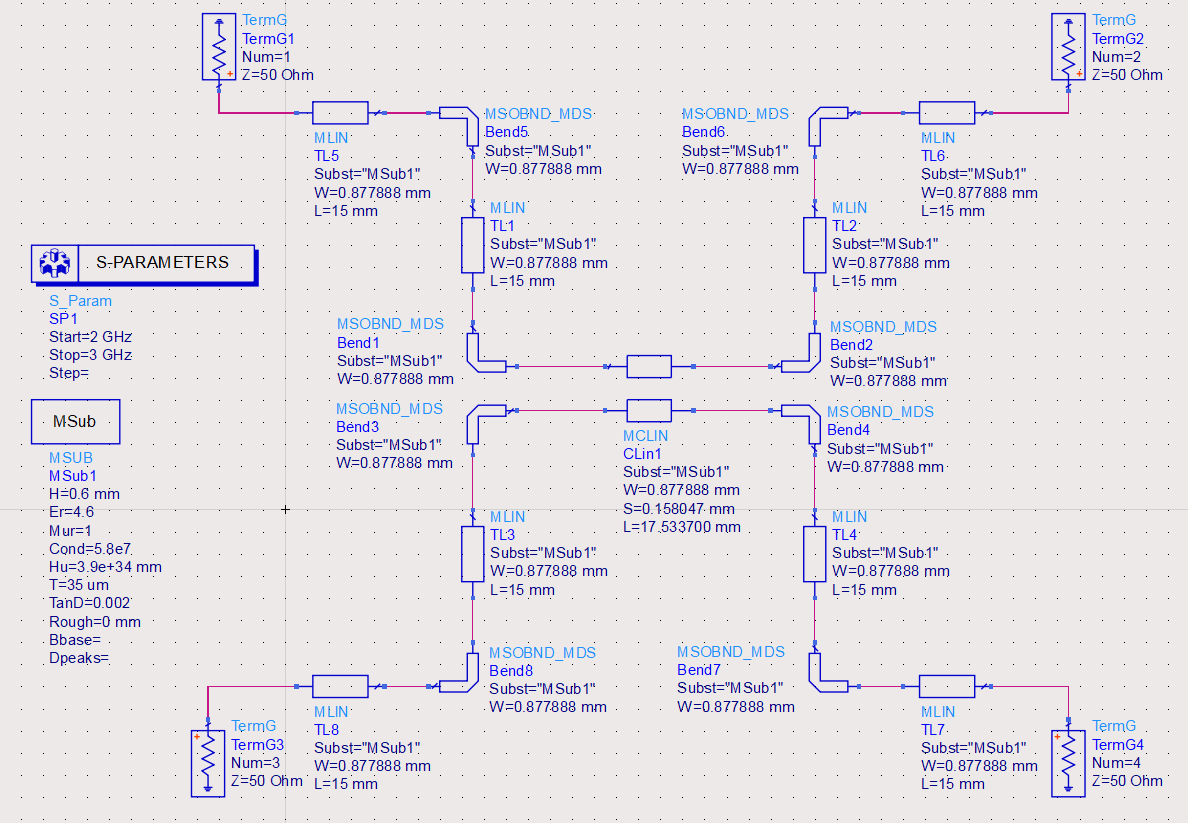 TermG
TermG1
Num=1
Z=50 Ohm
TermG
TermG2
Num=2
Z=50 Ohm
MLIN
TL5
Subst="MSub1"
W=0.877888 mm
L=15 mm
MSOBND_MDS
Bend5
Subst="MSub1"
W=0.877888 mm
MSOBND_MDS
Bend6
Subst="MSub1"
W=0.877888 mm
MLIN
TL6
Subst="MSub1"
W=0.877888 mm
L=15 mm
MLIN
TL1
Subst="MSub1"
W=0.877888 mm
L=15 mm
MLIN
TL2
Subst="MSub1"
W=0.877888 mm
L=15 mm
S-PARAMETERS
S_Param
SP1
Start=2 GHz
Stop=3 GHz
Step=
MSOBND_MDS
Bend1
Subst="MSub1"
W=0.877888 mm
MSOBND_MDS
Bend2
Subst="MSub1"
W=0.877888 mm
MSub
MSUB
MSub1
H=0.6 mm
Er=4.6
Mur=1
Cond=5.8e7
Hu=3.9e+34 mm
T=35 um
TanD=0.002
Rough=0 mm
Bbase=
Dpeaks=
MSOBND_MDS
Bend3
Subst="MSub1"
W=0.877888 mm
MCLIN
CLin1
Subst="MSub1"
W=0.877888 mm
S=0.158047 mm
L=17.533700 mm
MSOBND_MDS
Bend4
Subst="MSub1"
W=0.877888 mm
MLIN
TL3
Subst="MSub1"
W=0.877888 mm
L=15 mm
MLIN
TL4
Subst="MSub1"
W=0.877888 mm
L=15 mm
MSOBND_MDS
Bend8
Subst="MSub1"
W=0.877888 mm
MSOBND_MDS
Bend7
Subst="MSub1"
W=0.877888 mm
TermG
TermG3
Num=3
Z=50 Ohm
MLIN
TL8
Subst="MSub1"
W=0.877888 mm
L=15 mm
MLIN
TL7
Subst="MSub1"
W=0.877888 mm
L=15 mm
TermG
TermG4
Num=4
Z=50 Ohm